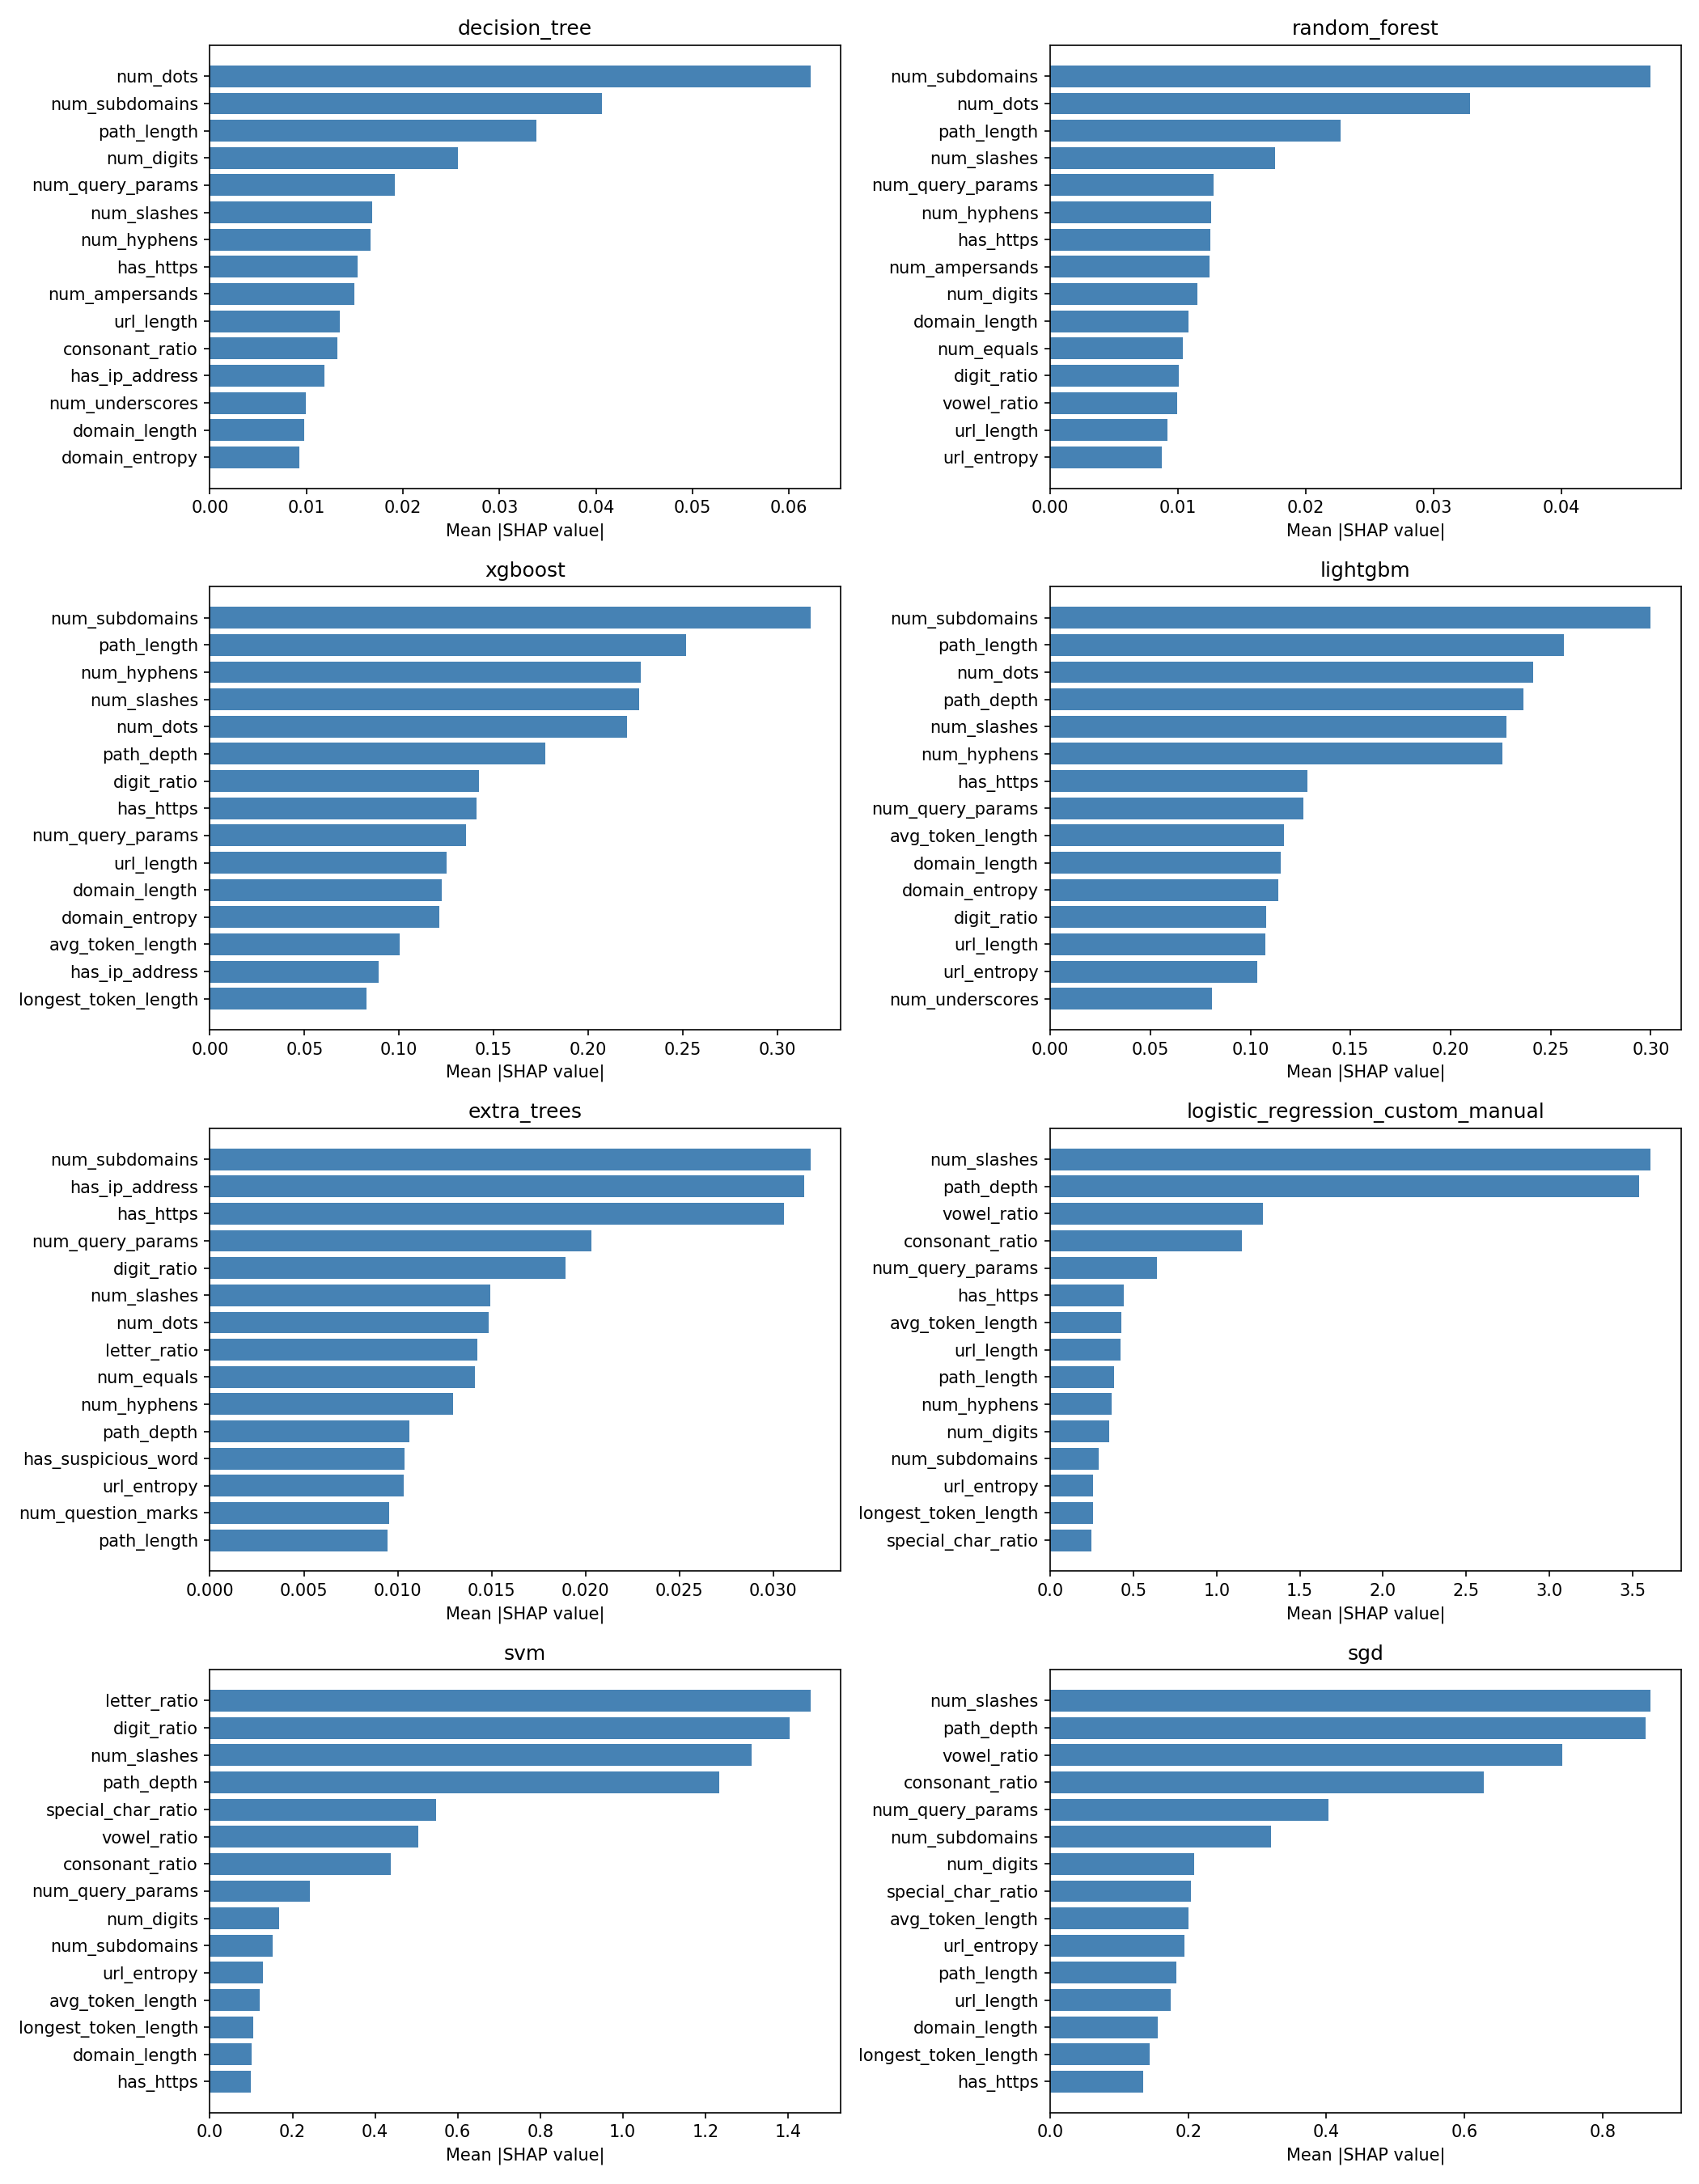 decision_tree
num_dots
num_subdomains
path_length
num_digits
num_query_params
num_slashes
num_hyphens
has_https
num_ampersands
url_length
consonant_ratio
has_ip_address
num_underscores
domain_length
domain_entropy
0.00 0.01 0.02 0.03 0.04 0.05 0.06
Mean |SHAP value|
random_forest
num_subdomains
num_dots
path_length
num_slashes
num_query_params
num_hyphens
has_https
num_ampersands
num_digits
domain_length
num_equals
digit_ratio
vowel_ratio
url_length
url_entropy
0.00 0.01 0.02 0.03 0.04
Mean |SHAP value|
xgboost
num_subdomains
path_length
num_hyphens
num_slashes
num_dots
path_depth
digit_ratio
has_https
num_query_params
url_length
domain_length
domain_entropy
avg_token_length
has_ip_address
longest_token_length
0.00 0.05 0.10 0.15 0.20 0.25 0.30
Mean |SHAP value|
lightgbm
num_subdomains
path_length
num_dots
path_depth
num_slashes
num_hyphens
has_https
num_query_params
avg_token_length
domain_length
domain_entropy
digit_ratio
url_length
url_entropy
num_underscores
0.00 0.05 0.10 0.15 0.20 0.25 0.30
Mean |SHAP value|
extra_trees
num_subdomains
has_ip_address
has_https
num_query_params
digit_ratio
num_slashes
num_dots
letter_ratio
num_equals
num_hyphens
path_depth
has_suspicious_word
url_entropy
num_question_marks
path_length
0.000 0.005 0.010 0.015 0.020 0.025 0.030
Mean |SHAP value|
logistic_regression_custom_manual
num_slashes
path_depth
vowel_ratio
consonant_ratio
num_query_params
has_https
avg_token_length
url_length
path_length
num_hyphens
num_digits
num_subdomains
url_entropy
longest_token_length
special_char_ratio
0.0 0.5 1.0 1.5 2.0 2.5 3.0 3.5
Mean |SHAP value|
svm
letter_ratio
digit_ratio
num_slashes
path_depth
special_char_ratio
vowel_ratio
consonant_ratio
num_query_params
num_digits
num_subdomains
url_entropy
avg_token_length
longest_token_length
domain_length
has_https
0.0 0.2 0.4 0.6 0.8 1.0 1.2 1.4
Mean |SHAP value|
sgd
num_slashes
path_depth
vowel_ratio
consonant_ratio
num_query_params
num_subdomains
num_digits
special_char_ratio
avg_token_length
url_entropy
path_length
url_length
domain_length
longest_token_length
has_https
0.0 0.2 0.4 0.6 0.8
Mean |SHAP value|